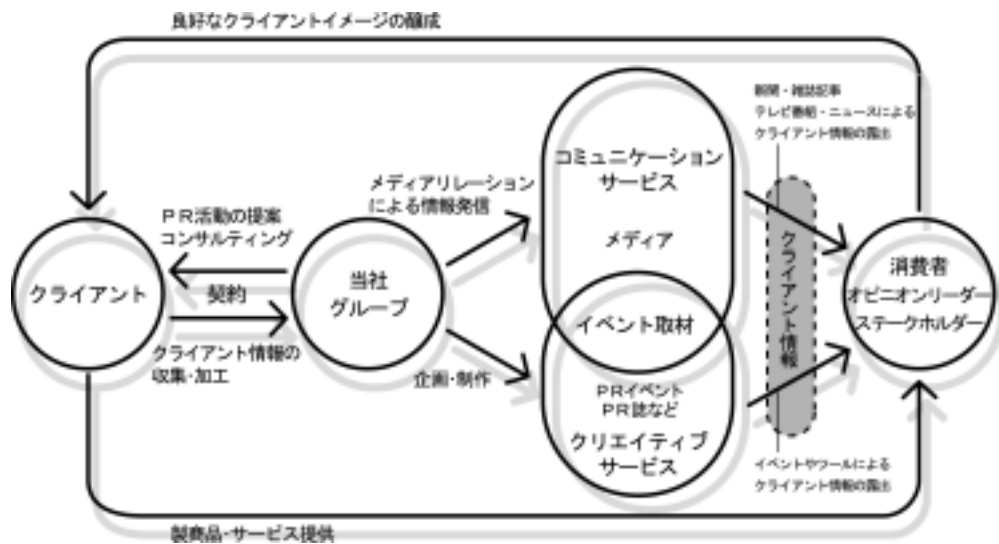 良好なクライアントイメージの醸成
新聞・雑誌記事
テレビ番組・ニュースによる
クライアント情報の露出
コミュニケーション
サービス
メディアリレーション
による情報発信
PR活動の提案
コンサルティング
メディア
クライアント情報
消費者
オピニオンリーダー
ステークホルダー
クライアント
契約
当社
グループ
イベント取材
クライアント情報の
収集・加工
企画・制作
PRイベント
PR誌など
クリエイティブ
サービス
イベントやツールによる
クライアント情報の露出
製商品・サービス提供